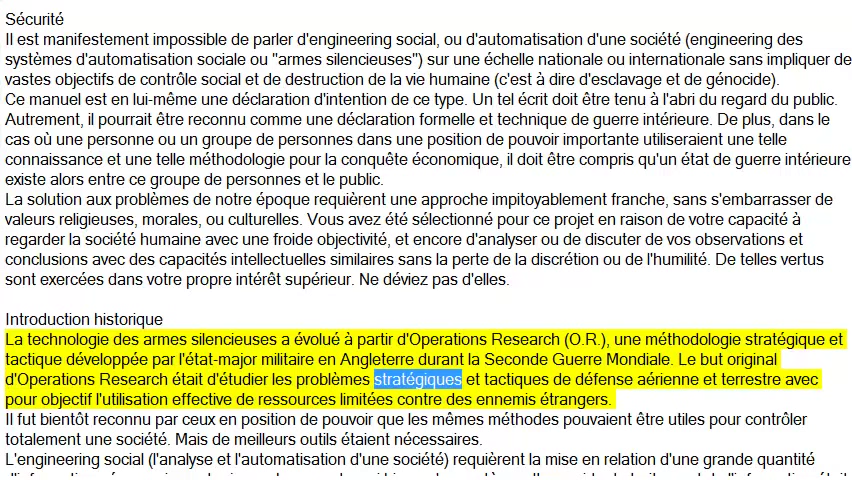 Sécurité
Il est manifestement impossible de parler d'engineering social, ou d'automatisation d'une société (engineering des
systèmes d'automatisation sociale ou "armes silencieuses") sur une échelle nationale ou internationale sans impliquer de
vastes objectifs de contrôle social et de destruction de la vie humaine (c'est à dire d'esclavage et de génocide).
Ce manuel est en lui-même une déclaration d'intention de ce type. Un tel écrit doit être tenu à l'abri du regard du public.
Autrement, il pourrait être reconnu comme une déclaration formelle et technique de guerre intérieure. De plus, dans le
cas où une personne ou un groupe de personnes dans une position de pouvoir importante utiliseraient une telle
connaissance et une telle méthodologie pour la conquête économique, il doit être compris qu'un état de guerre intérieure
existe alors entre ce groupe de personnes et le public.
La solution aux problèmes de notre époque requièrent une approche impitoyablement franche, sans s'embarrasser de
valeurs religieuses, morales, ou culturelles. Vous avez été sélectionné pour ce projet en raison de votre capacité à
regarder la société humaine avec une froide objectivité, et encore d'analyser ou de discuter de vos observations et
conclusions avec des capacités intellectuelles similaires sans la perte de la discrétion ou de l'humilité. De telles vertus
sont exercées dans votre propre intérêt supérieur. Ne déviez pas d'elles.
Introduction historique
La technologie des armes silencieuses a évolué à partir d'Operations Research (O.R.), une méthodologie stratégique et
tactique développée par l'état-major militaire en Angleterre durant la Seconde Guerre Mondiale. Le but original
d'Operations Research était d'étudier les problèmes stratégiques et tactiques de défense aérienne et terrestre avec
pour objectif l'utilisation effective de ressources limitées contre des ennemis étrangers.
Il fut bientôt reconnu par ceux en position de pouvoir que les mêmes méthodes pouvaient être utiles pour contrôler
totalement une société. Mais de meilleurs outils étaient nécessaires.
L'engineering social (l'analyse et l'automatisation d'une société) requièrent la mise en relation d'une grande quantité